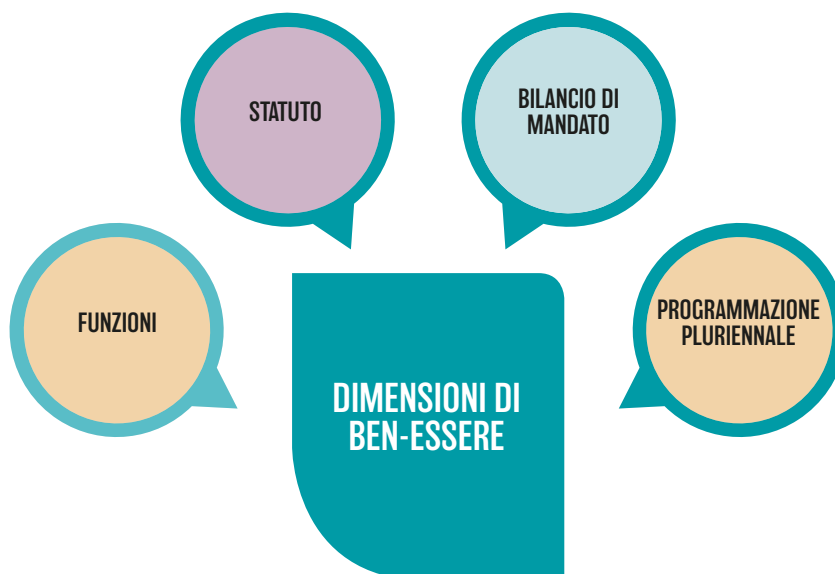 STATUTO
BILANCIO DI
MANDATO
FUNZIONI
PROGRAMMAZIONE
PLURIENNALE
DIMENSIONI DI
BEN-ESSERE